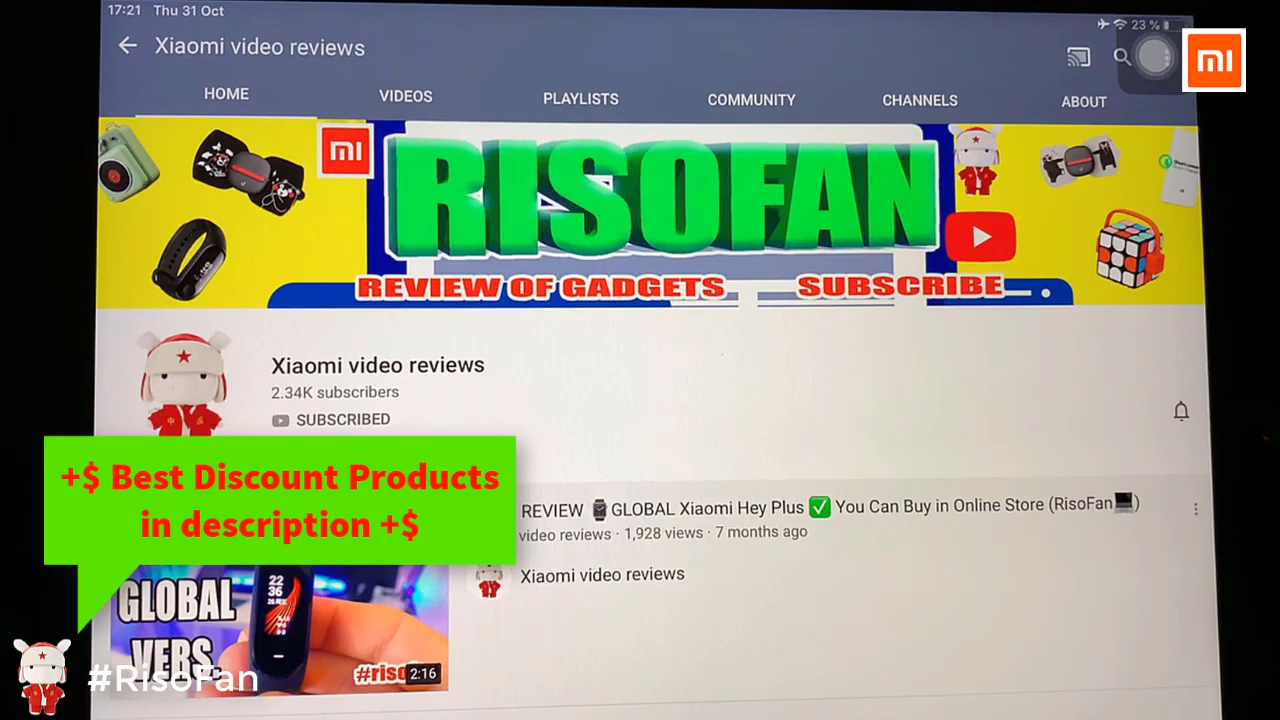 17:21 Thu 31 Oct
23 %
Xiaomi video reviews
HOME
VIDEOS
PLAYLISTS
COMMUNITY
CHANNELS
ABOUT
mi
mi
RISOFAN
REVIEW OF GADGETS
SUBSCRIBE
Xiaomi video reviews
2.34K subscribers
SUBSCRIBED
+$ Best Discount Products
in description +$
REVIEW ⌚GLOBAL Xiaomi Hey Plus ✅ You Can Buy in Online Store (RisoFan💻)
video reviews · 1,928 views · 7 months ago
Xiaomi video reviews
GLOBAL
VERS.
22
36
#riso
2:16
#RisoFan